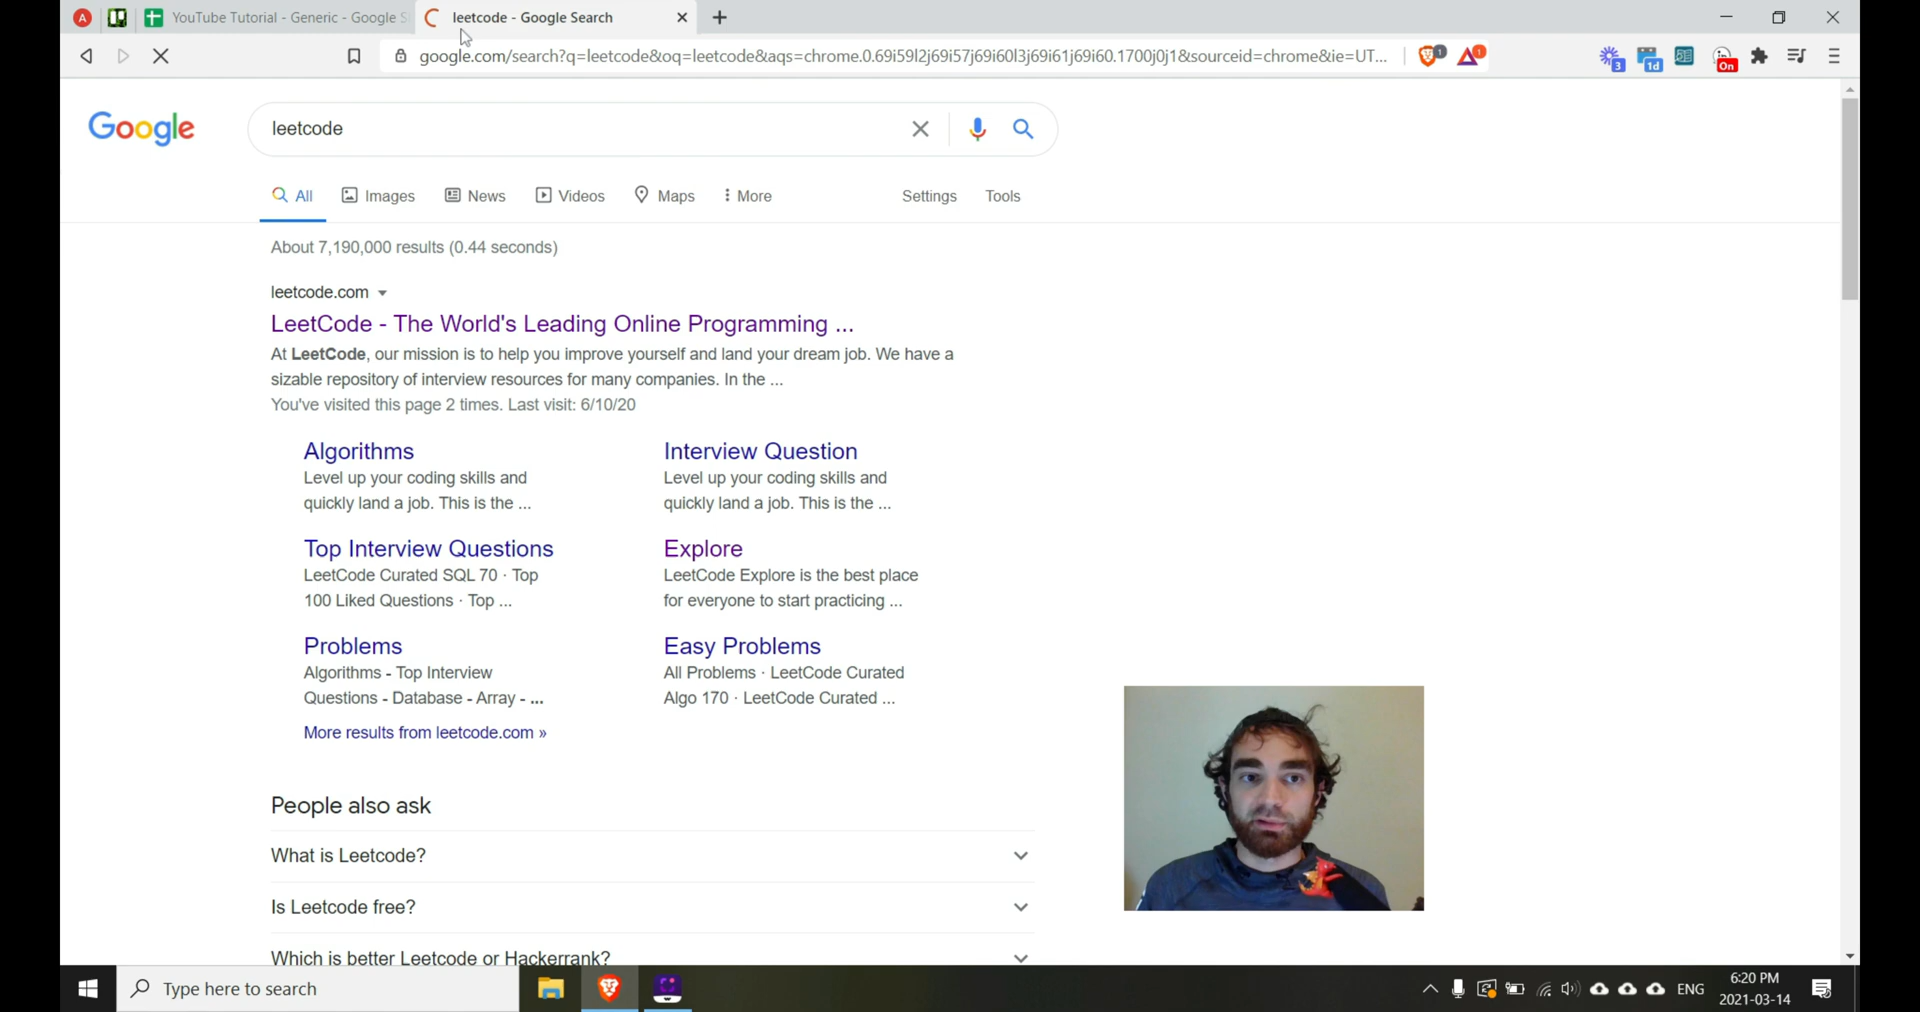 YouTube Tutorial - Generic - Google S
leetcode - Google Search
google.com/search?q=leetcode&oq=leetcode&aqs=chrome.0.69i59l2j69i57j69i60l3j69i61j69i60.1700j0j1&sourceid=chrome&ie=UT...
1
1
3
1d
On
Google
leetcode
All
Images
News
Videos
Maps
More
Settings
Tools
About 7,190,000 results (0.44 seconds)
leetcode.com
LeetCode - The World's Leading Online Programming ...
At LeetCode, our mission is to help you improve yourself and land your dream job. We have a
sizable repository of interview resources for many companies. In the ...
You've visited this page 2 times. Last visit: 6/10/20
Algorithms
Level up your coding skills and
quickly land a job. This is the ...
Interview Question
Level up your coding skills and
quickly land a job. This is the ...
Top Interview Questions
LeetCode Curated SQL 70 · Top
100 Liked Questions · Top ...
Explore
LeetCode Explore is the best place
for everyone to start practicing ...
Problems
Algorithms - Top Interview
Questions - Database - Array - ...
Easy Problems
All Problems · LeetCode Curated
Algo 170 · LeetCode Curated ...
More results from leetcode.com »
People also ask
What is Leetcode?
Is Leetcode free?
Which is better Leetcode or Hackerrank?
Type here to search
ENG
6:20 PM
2021-03-14